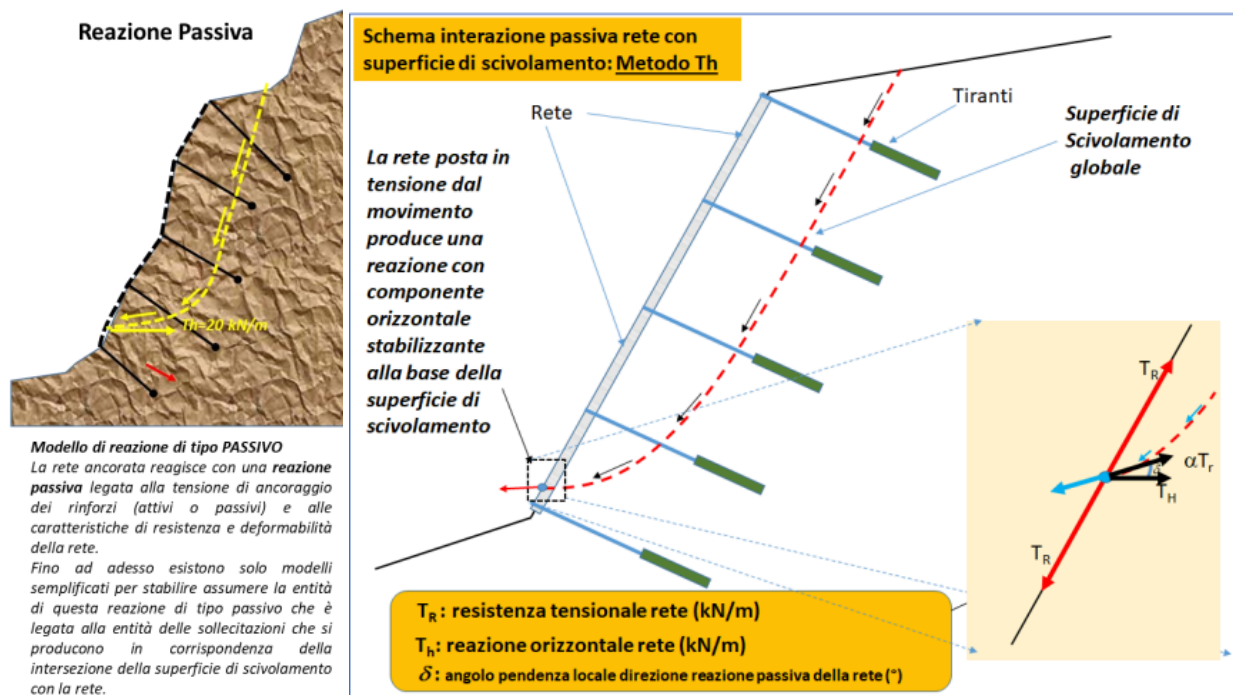 Reazione Passiva
Th=20 kN/m
Modello di reazione di tipo PASSIVO
La rete ancorata reagisce con una reazione
passiva legata alla tensione di ancoraggio
dei rinforzi (attivi o passivi) e alle
caratteristiche di resistenza e deformabilità
della rete.
Fino ad adesso esistono solo modelli
semplificati per stabilire assumere la entità
di questa reazione di tipo passivo che è
legata alla entità delle sollecitazioni che si
producono in corrispondenza della
intersezione della superficie di scivolamento
con la rete.
Schema interazione passiva rete con
superficie di scivolamento: Metodo Th
Rete
Tiranti
Superficie di
Scivolamento
globale
La rete posta in
tensione dal
movimento
produce una
reazione con
componente
orizzontale
stabilizzante
alla base della
superficie di
scivolamento
T_R
αT_r
δ
T_H
T_R
T_R: resistenza tensionale rete (kN/m)
T_h: reazione orizzontale rete (kN/m)
δ: angolo pendenza locale direzione reazione passiva della rete (°)